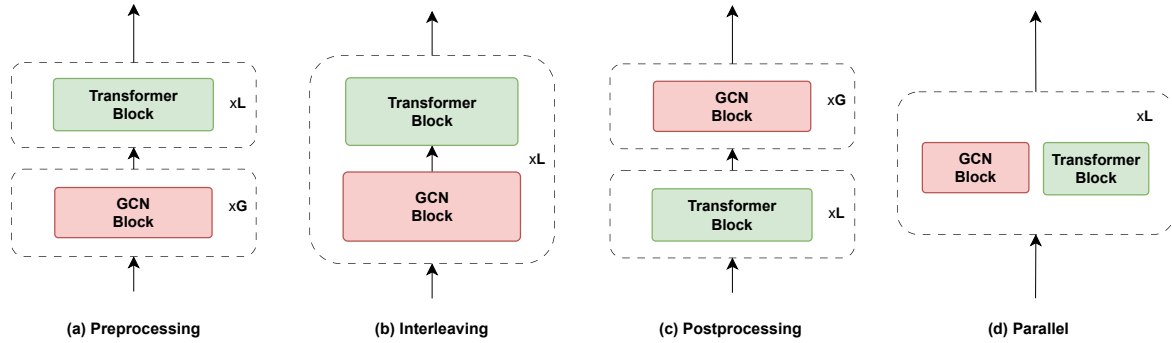 Transformer
Block
xL
GCN
Block
xG
(a) Preprocessing
Transformer
Block
xL
GCN
Block
(b) Interleaving
GCN
Block
xG
Transformer
Block
xL
(c) Postprocessing
xL
GCN
Block
Transformer
Block
(d) Parallel